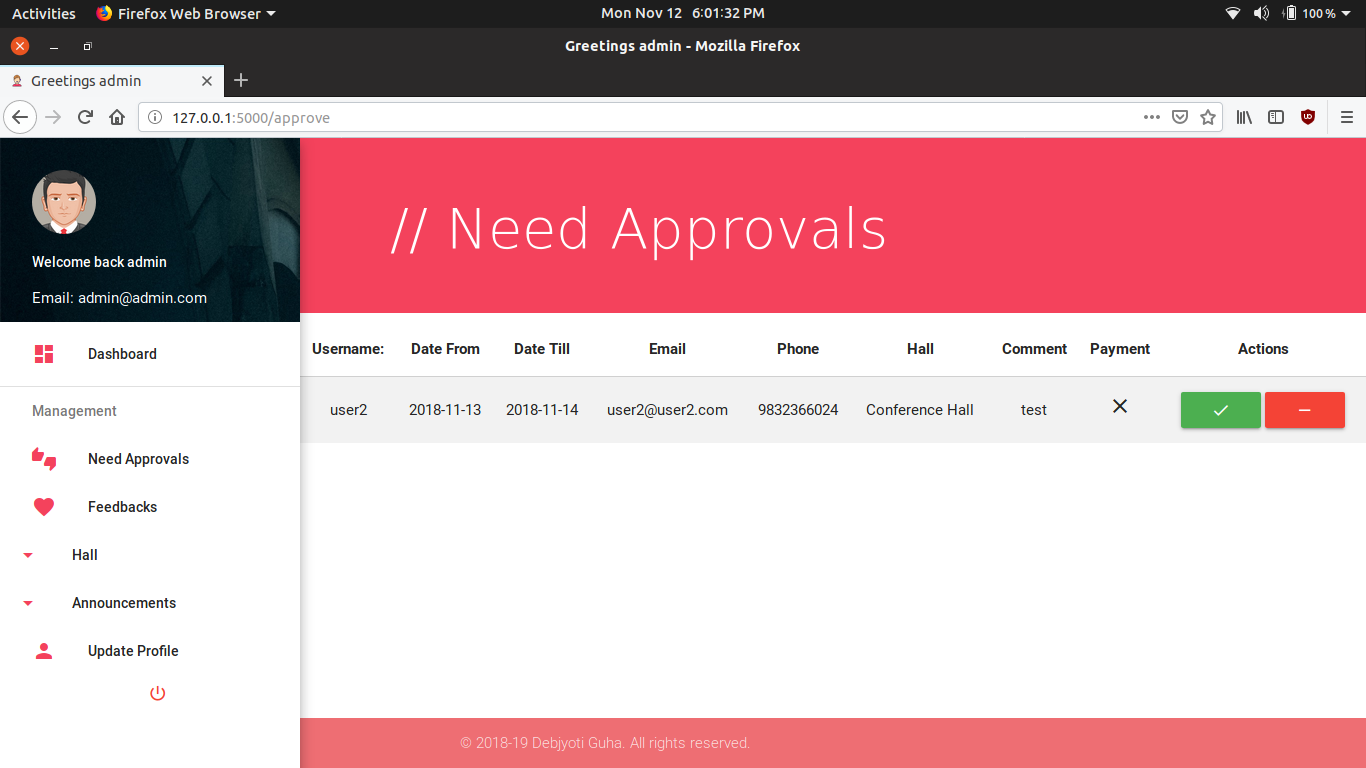 Activities Firefox Web Browser Mon Nov 12 6:01:32 PM 100 %
Greetings admin - Mozilla Firefox
Greetings admin
127.0.0.1:5000/approve
// Need Approvals
Welcome back admin
Email: admin@admin.com
Dashboard
Management
Need Approvals
Feedbacks
Hall
Announcements
Update Profile
Username: Date From Date Till Email Phone Hall Comment Payment Actions
user2 2018-11-13 2018-11-14 user2@user2.com 9832366024 Conference Hall test
© 2018-19 Debjyoti Guha. All rights reserved.